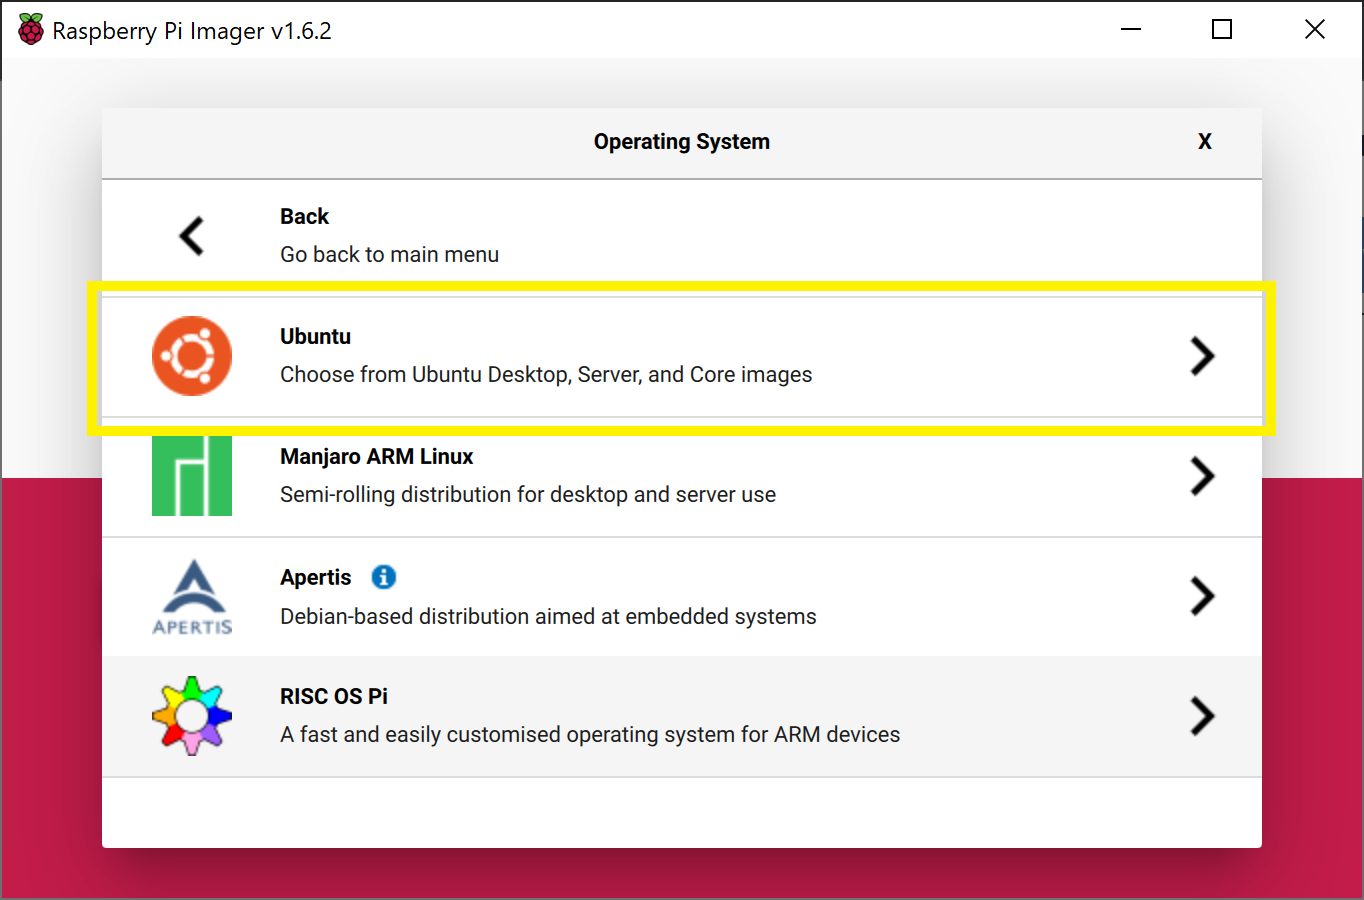 Raspberry Pi Imager v1.6.2
Operating System
X
Back
Go back to main menu
Ubuntu
Choose from Ubuntu Desktop, Server, and Core images
Manjaro ARM Linux
Semi-rolling distribution for desktop and server use
APERTIS
Apertis
Debian-based distribution aimed at embedded systems
RISC OS Pi
A fast and easily customised operating system for ARM devices